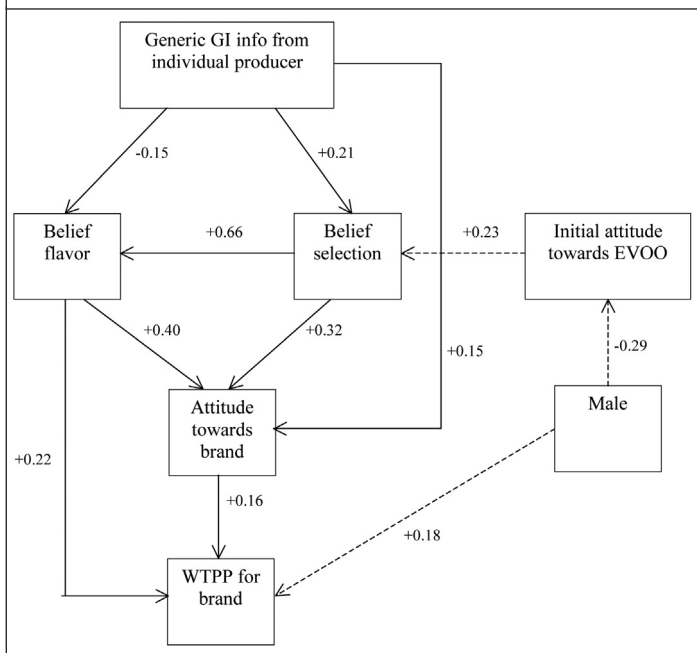 Generic GI info from
individual producer
-0.15
+0.21
Belief
flavor
+0.66
Belief
selection
+0.23
Initial attitude
towards EVOO
+0.40
+0.32
+0.15
-0.29
Attitude
towards
brand
Male
+0.22
+0.16
+0.18
WTPP for
brand